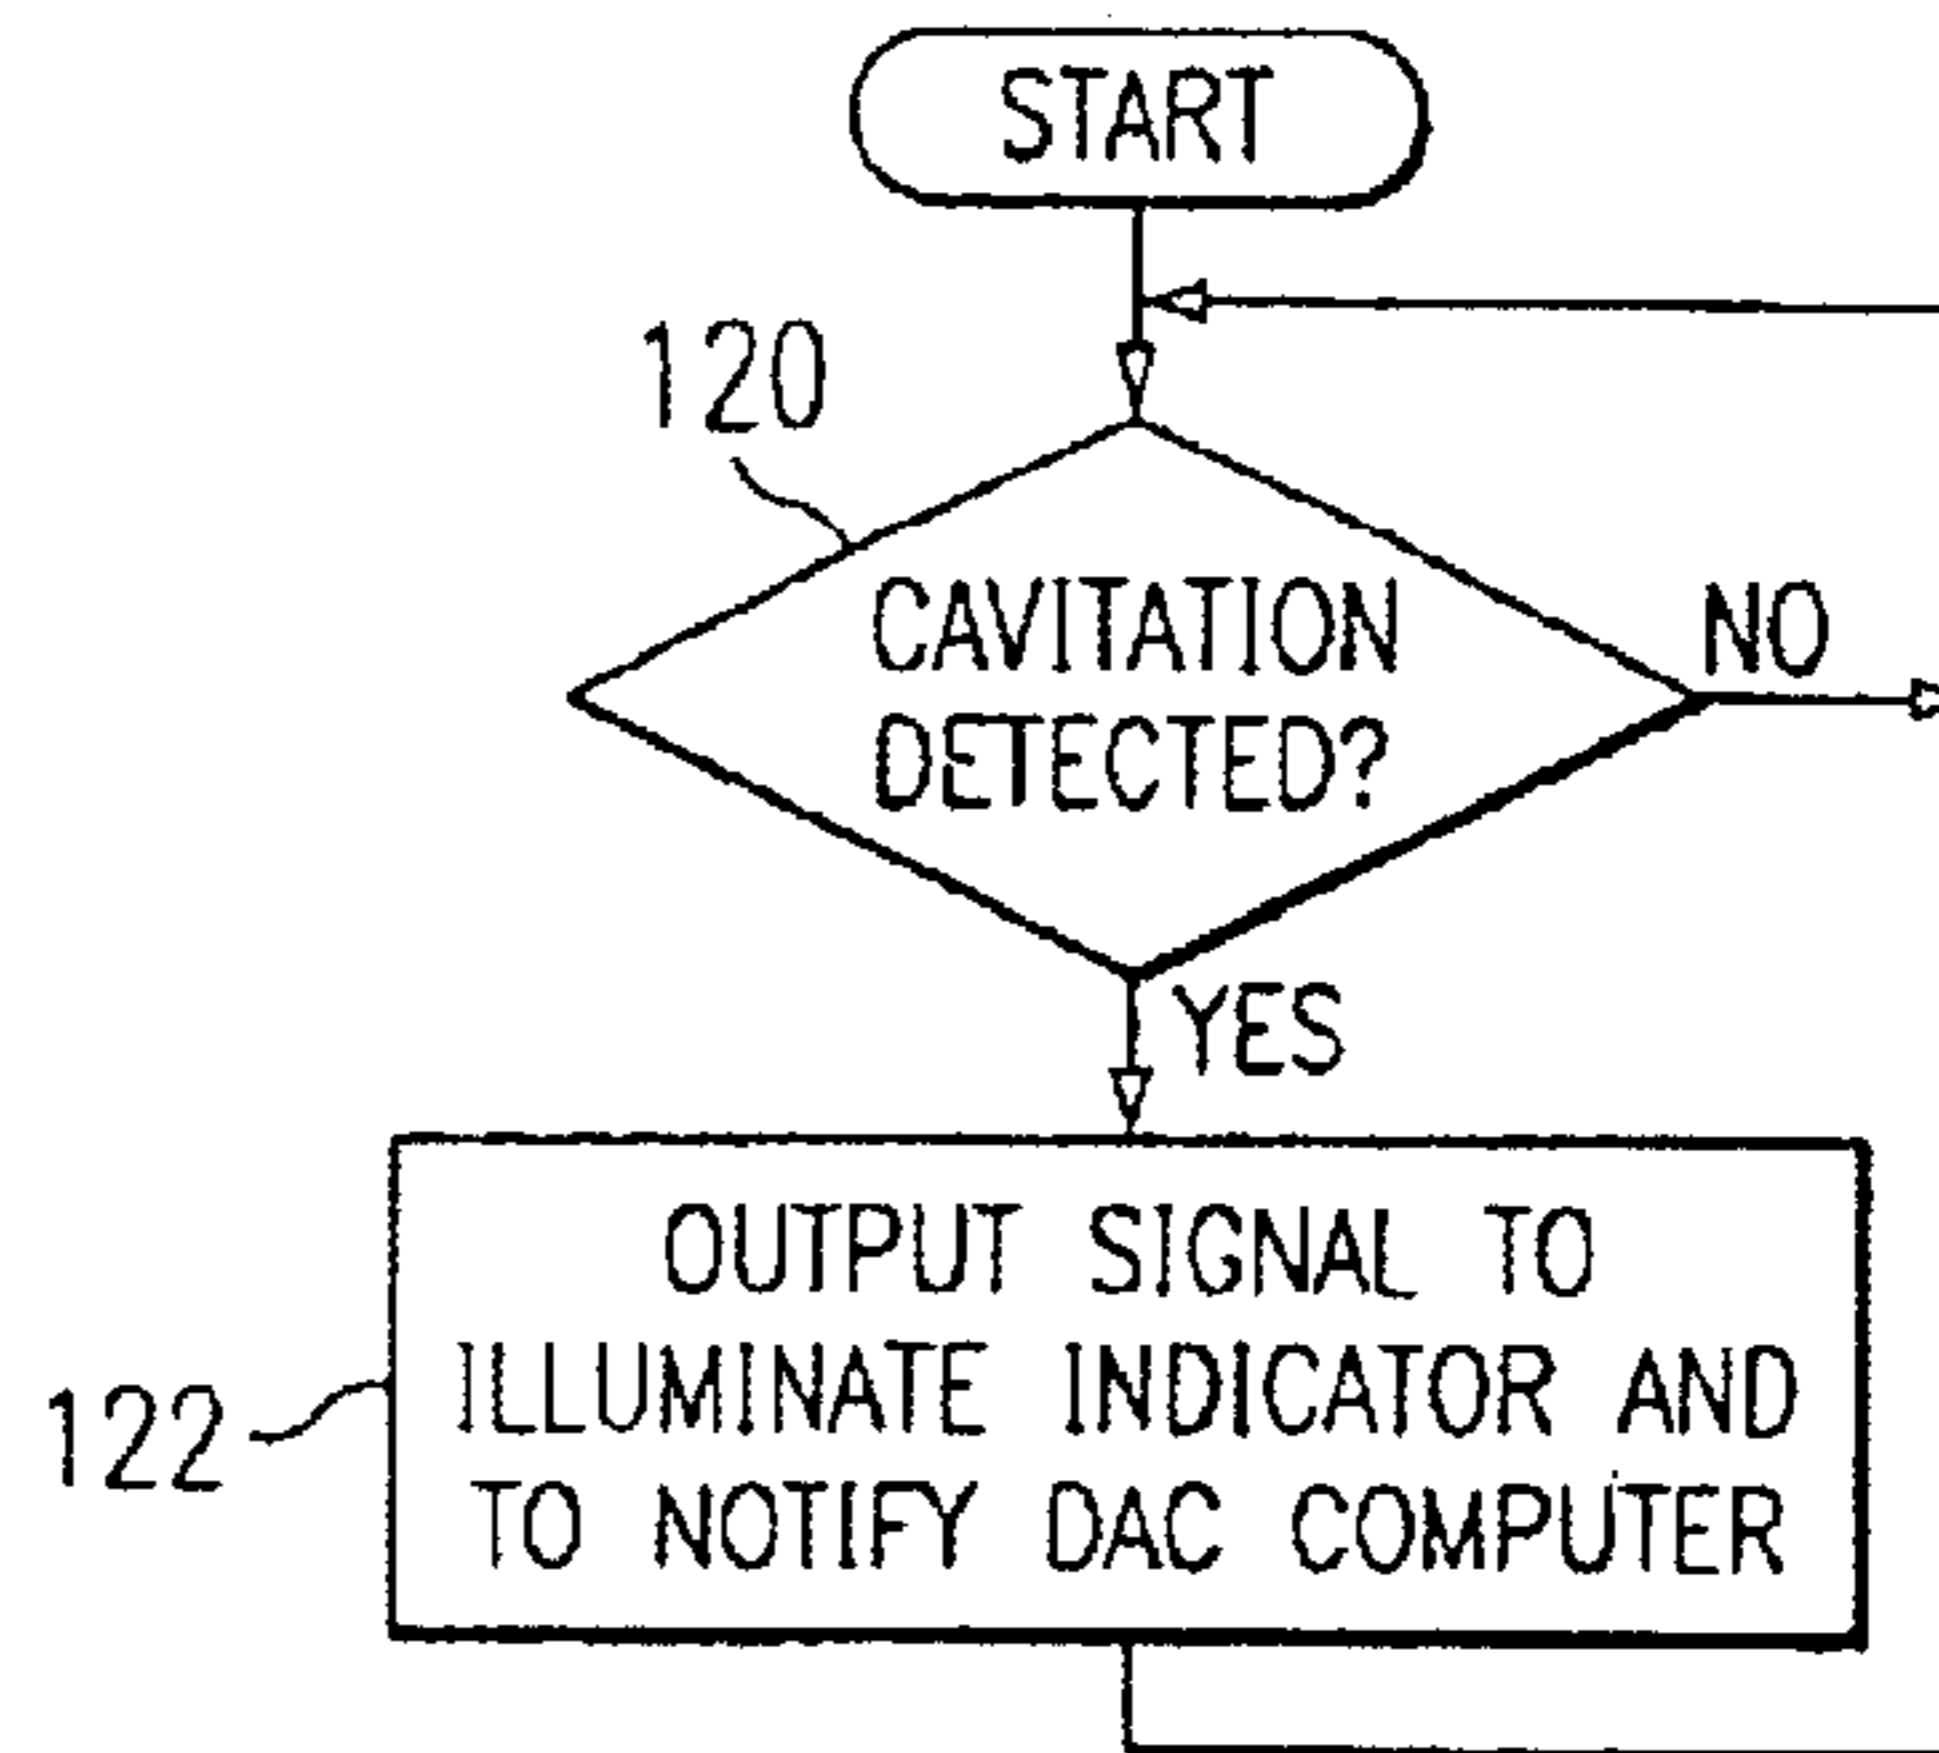 START
120
CAVITATION
DETECTED?
NO
YES
OUTPUT SIGNAL TO
ILLUMINATE INDICATOR AND
TO NOTIFY DAC COMPUTER
122